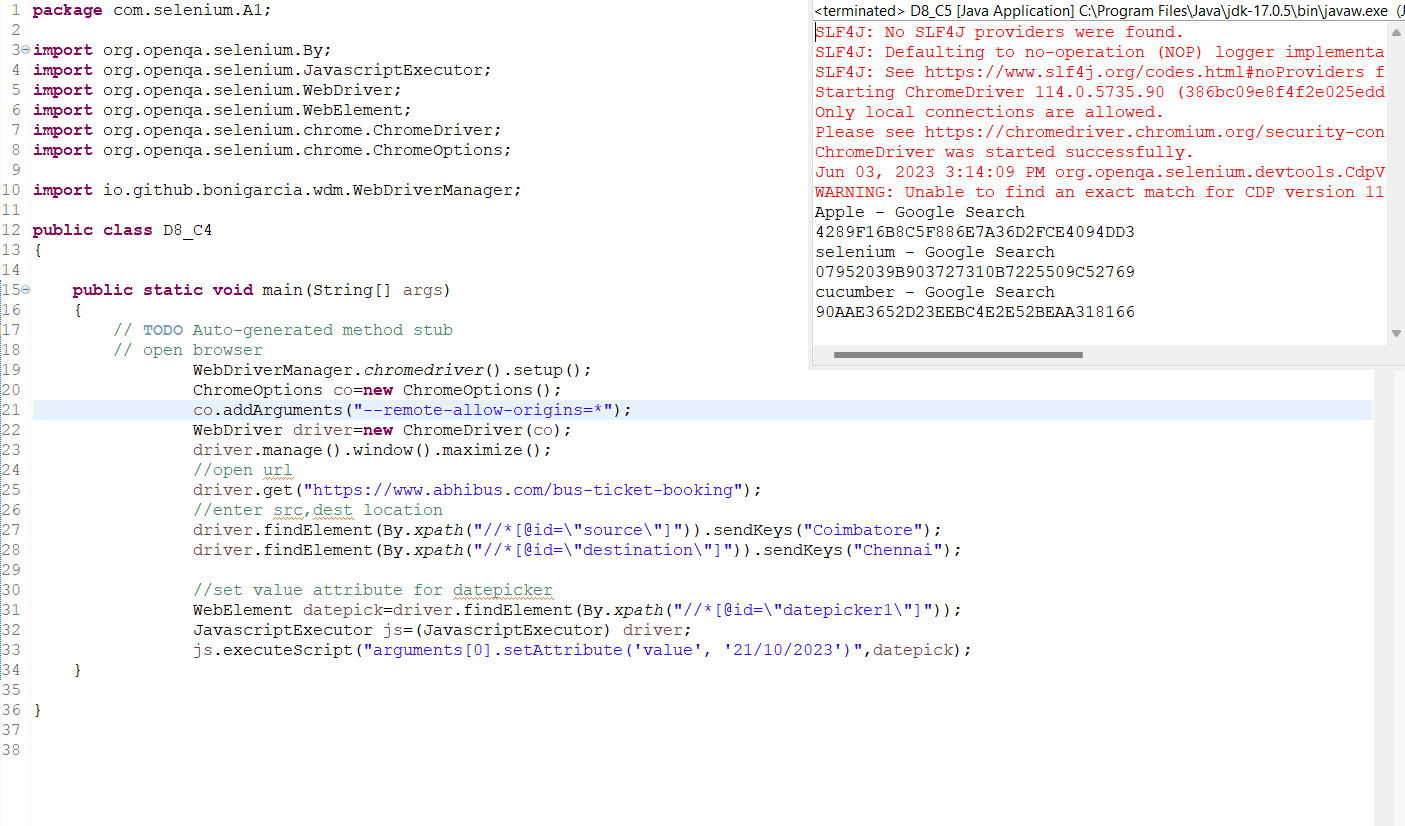 1 package com.selenium.A1;
2
3 import org.openqa.selenium.By;
4 import org.openqa.selenium.JavascriptExecutor;
5 import org.openqa.selenium.WebDriver;
6 import org.openqa.selenium.WebElement;
7 import org.openqa.selenium.chrome.ChromeDriver;
8 import org.openqa.selenium.chrome.ChromeOptions;
9
10 import io.github.bonigarcia.wdm.WebDriverManager;
11
12 public class D8_C4
13 {
14
15 public static void main(String[] args)
16 {
17 // TODO Auto-generated method stub
18 // open browser
19 WebDriverManager.chromedriver().setup();
20 ChromeOptions co=new ChromeOptions();
21 co.addArguments("--remote-allow-origins=*");
22 WebDriver driver=new ChromeDriver(co);
23 driver.manage().window().maximize();
24 //open url
25 driver.get("https://www.abhibus.com/bus-ticket-booking");
26 //enter src,dest location
27 driver.findElement(By.xpath("//*[@id=\"source\"]")).sendKeys("Coimbatore");
28 driver.findElement(By.xpath("//*[@id=\"destination\"]")).sendKeys("Chennai");
29
30 //set value attribute for datepicker
31 WebElement datepick=driver.findElement(By.xpath("//*[@id=\"datepicker1\"]"));
32 JavascriptExecutor js=(JavascriptExecutor) driver;
33 js.executeScript("arguments[0].setAttribute('value', '21/10/2023')",datepick);
34 }
35
36 }
37
38
<terminated> D8_C5 [Java Application] C:\Program Files\Java\jdk-17.0.5\bin\javaw.exe (J
SLF4J: No SLF4J providers were found.
SLF4J: Defaulting to no-operation (NOP) logger implementa
SLF4J: See https://www.slf4j.org/codes.html#noProviders f
Starting ChromeDriver 114.0.5735.90 (386bc09e8f4f2e025edd
Only local connections are allowed.
Please see https://chromedriver.chromium.org/security-con
ChromeDriver was started successfully.
Jun 03, 2023 3:14:09 PM org.openqa.selenium.devtools.CdpV
WARNING: Unable to find an exact match for CDP version 11
Apple - Google Search
4289F16B8C5F886E7A36D2FCE4094DD3
selenium - Google Search
07952039B903727310B7225509C52769
cucumber - Google Search
90AAE3652D23EEBC4E2E52BEAA318166